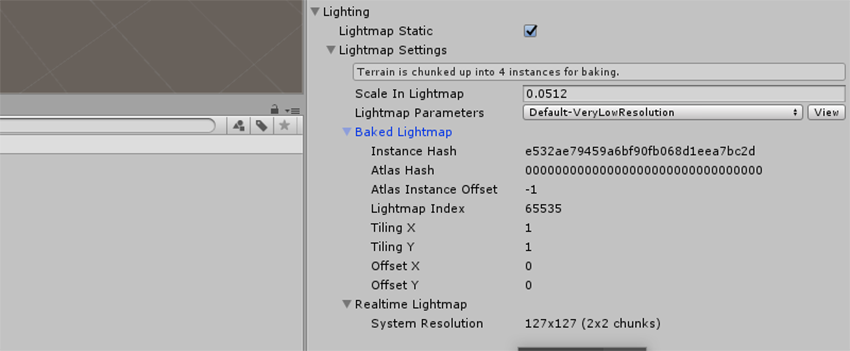 Lighting
Lightmap Static
Lightmap Settings
Terrain is chunked up into 4 instances for baking.
Scale In Lightmap 0.0512
Lightmap Parameters Default-VeryLowResolution View
Baked Lightmap
Instance Hash e532ae79459a6bf90fb068d1eea7bc2d
Atlas Hash 00000000000000000000000000000000
Atlas Instance Offset -1
Lightmap Index 65535
Tiling X 1
Tiling Y 1
Offset X 0
Offset Y 0
Realtime Lightmap
System Resolution 127x127 (2x2 chunks)